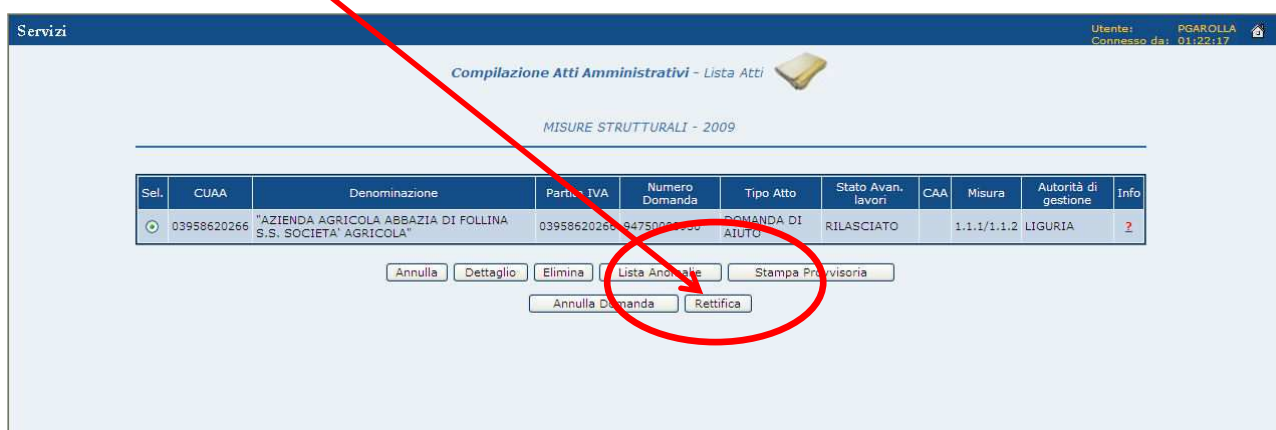 Servizi
Utente: PGAROLLA
Connesso da: 01:22:17
Compilazione Atti Amministrativi - Lista Atti
MISURE STRUTTURALI - 2009
Sel. CUAA Denominazione Partita IVA Numero Domanda Tipo Atto Stato Avan. lavori CAA Misura Autorità di gestione Info
03958620266 "AZIENDA AGRICOLA ABBAZIA DI FOLLINA S.S. SOCIETA' AGRICOLA" 03958620266 DOMANDA DI AIUTO RILASCIATO 1.1.1/1.1.2 LIGURIA ?
Annulla Dettaglio Elimina Lista Anomalie Stampa Provvisoria
Annulla Domanda Rettifica